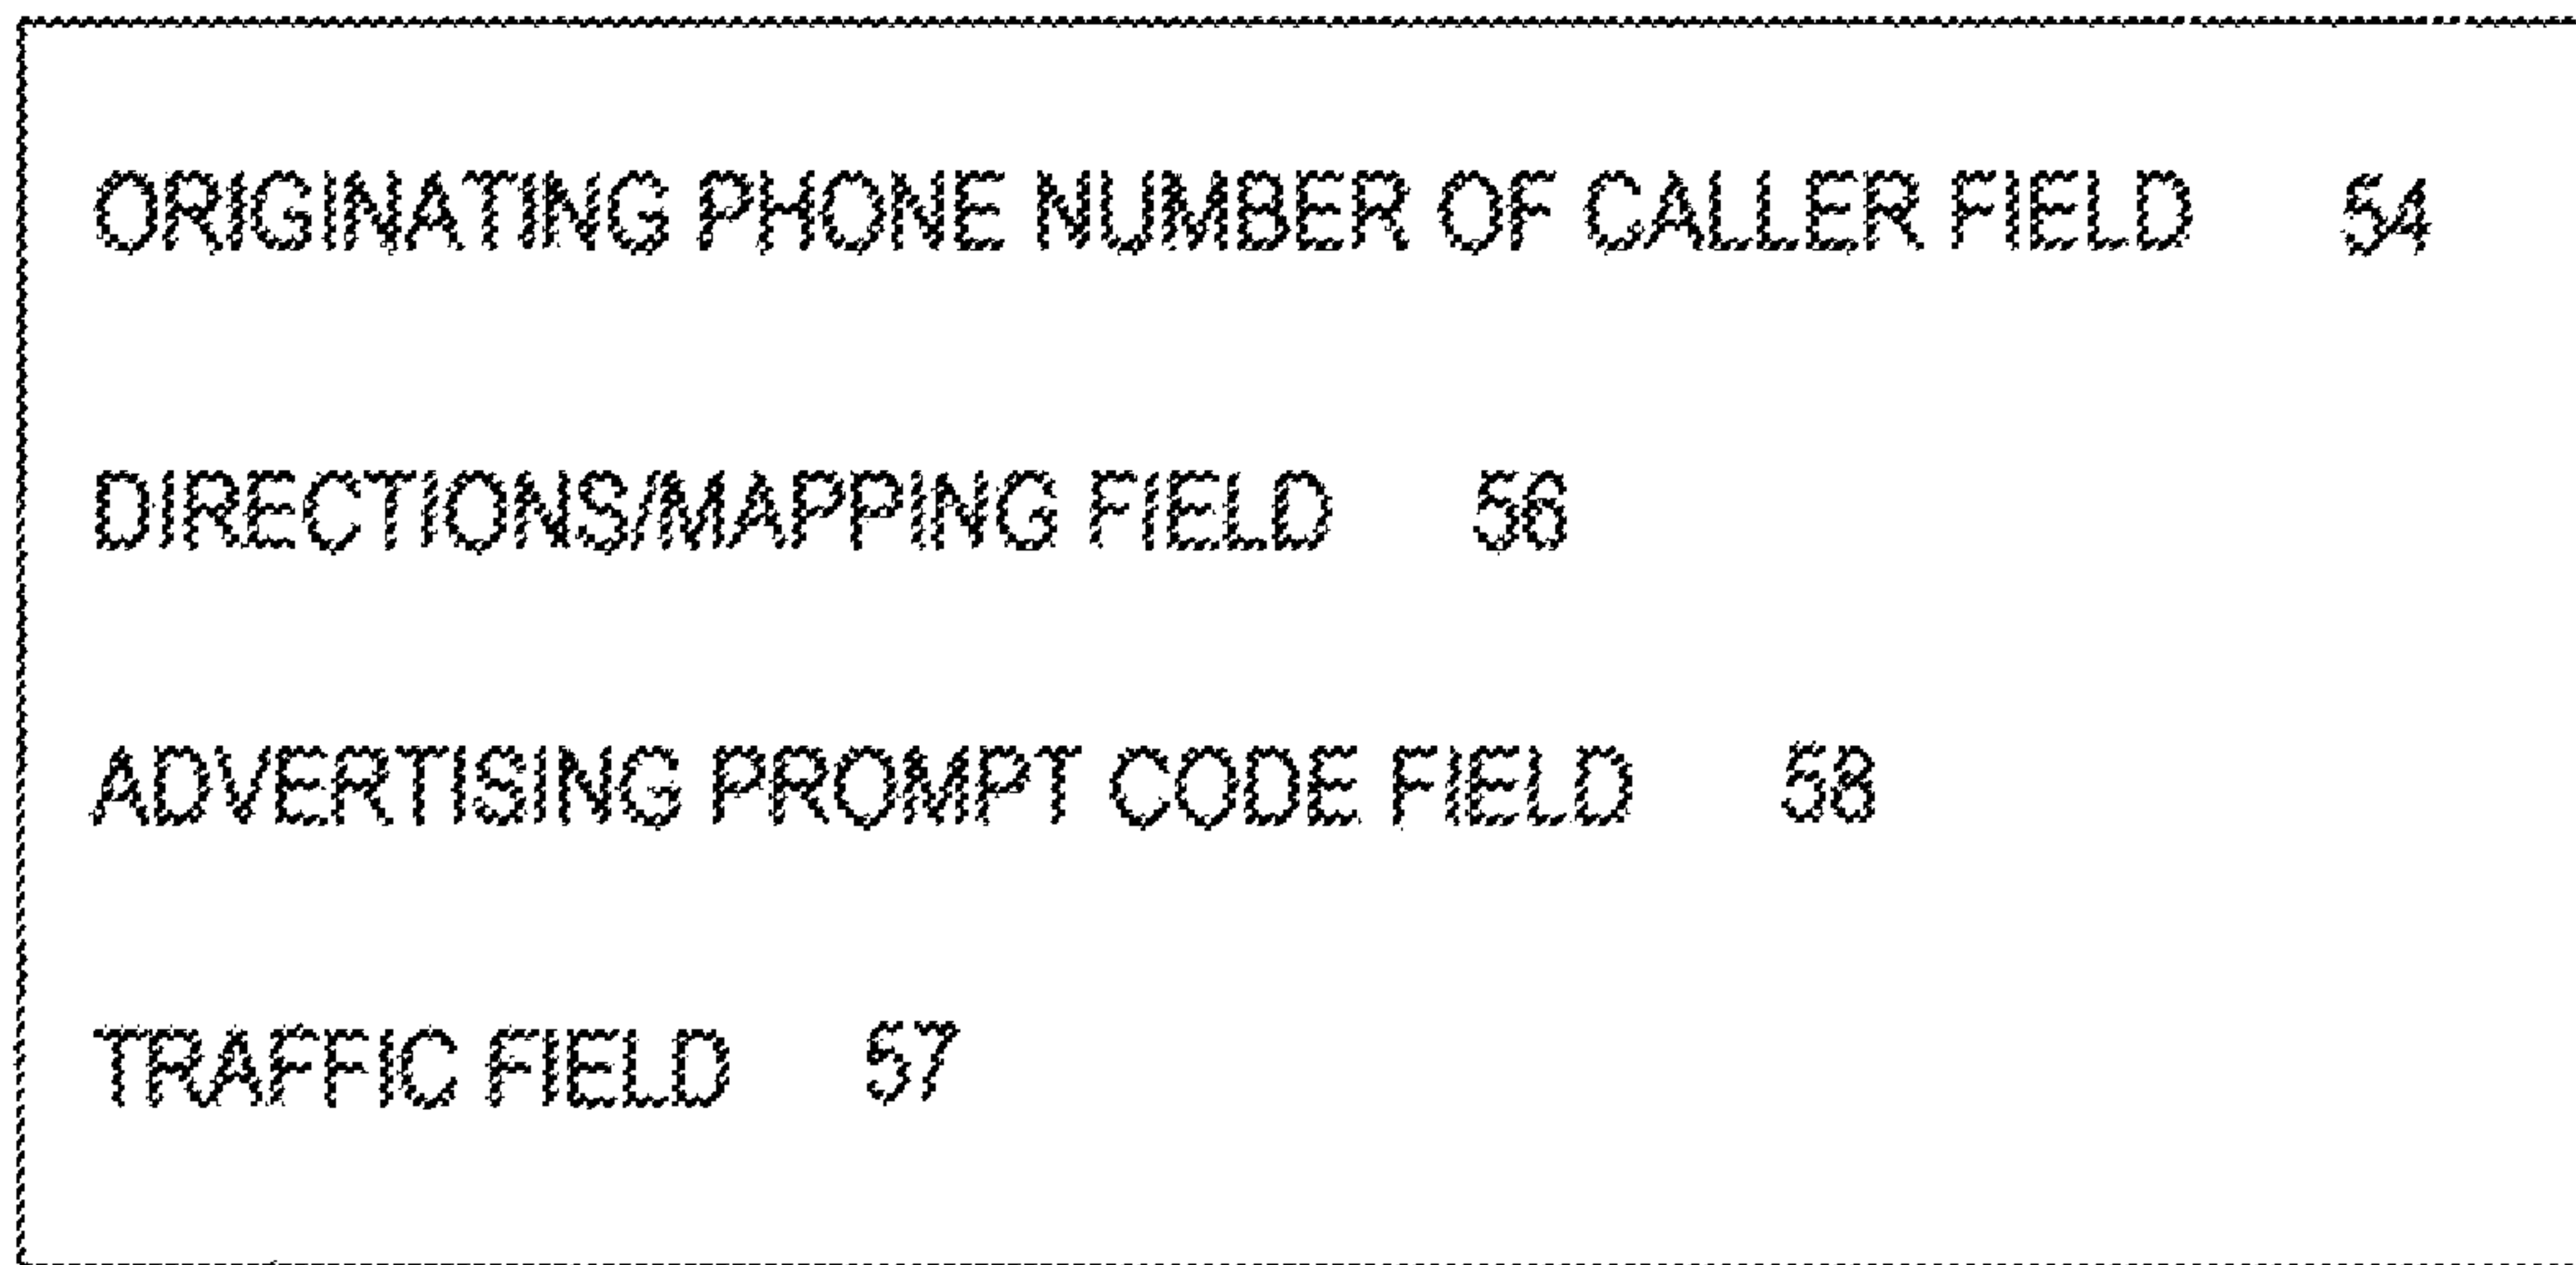 ORIGINATING PHONE NUMBER OF CALLER FIELD 54
DIRECTIONS/MAPPING FIELD 56
ADVERTISING PROMPT CODE FIELD 58
TRAFFIC FIELD 57